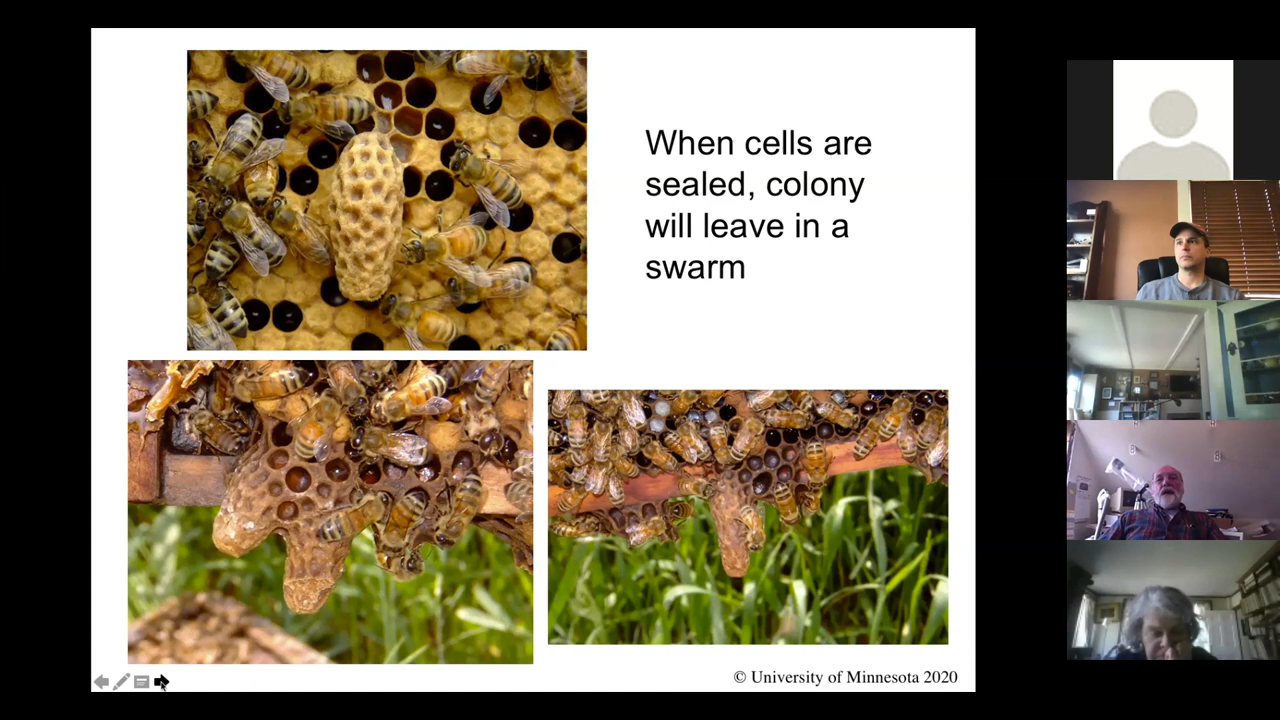 When cells are
sealed, colony
will leave in a
swarm
© University of Minnesota 2020